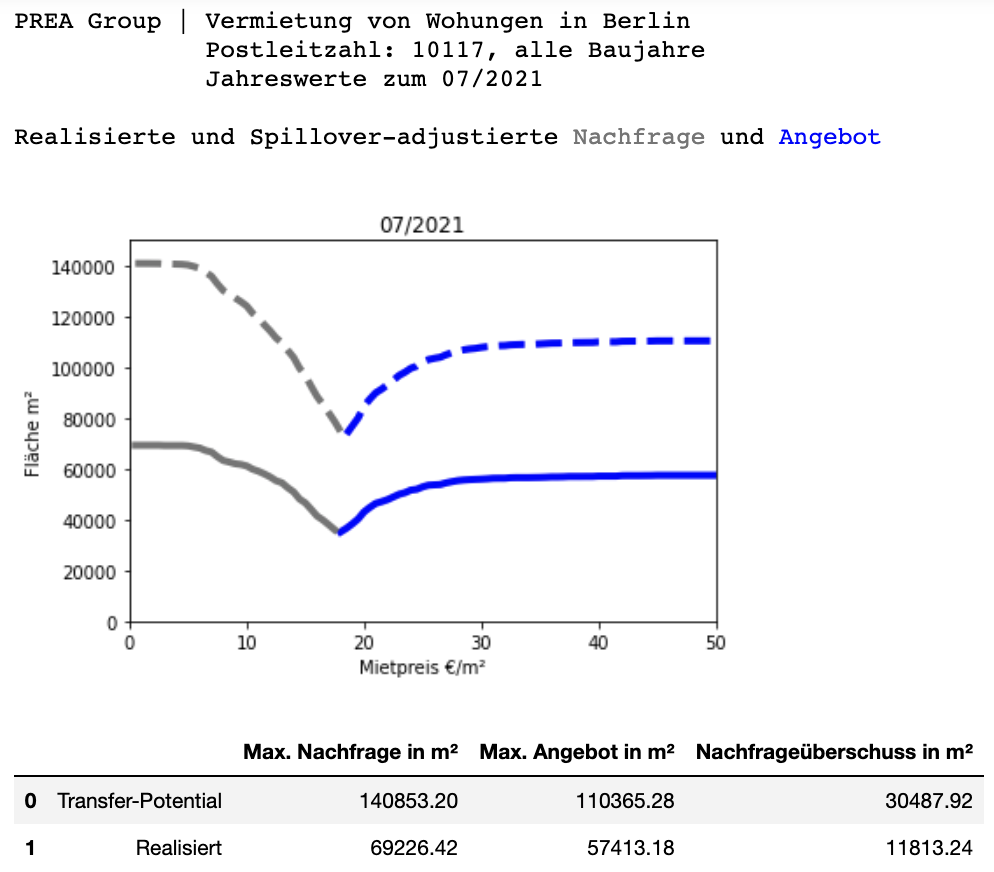 PREA Group | Vermietung von Wohungen in Berlin
Postleitzahl: 10117, alle Baujahre
Jahreswerte zum 07/2021
Realisierte und Spillover-adjustierte Nachfrage und Angebot
07/2021
140000
120000
100000
80000
60000
40000
20000
0
Fläche m²
0 10 20 30 40 50
Mietpreis €/m²
Max. Nachfrage in m² Max. Angebot in m² Nachfrageüberschuss in m²
0 Transfer-Potential 140853.20 110365.28 30487.92
1 Realisiert 69226.42 57413.18 11813.24